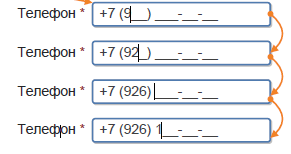 Телефон * +7 (9__) ___-__-__
Телефон * +7 (92_) ___-__-__
Телефон * +7 (926) ___-__-__
Телефон * +7 (926) 1__-__-__